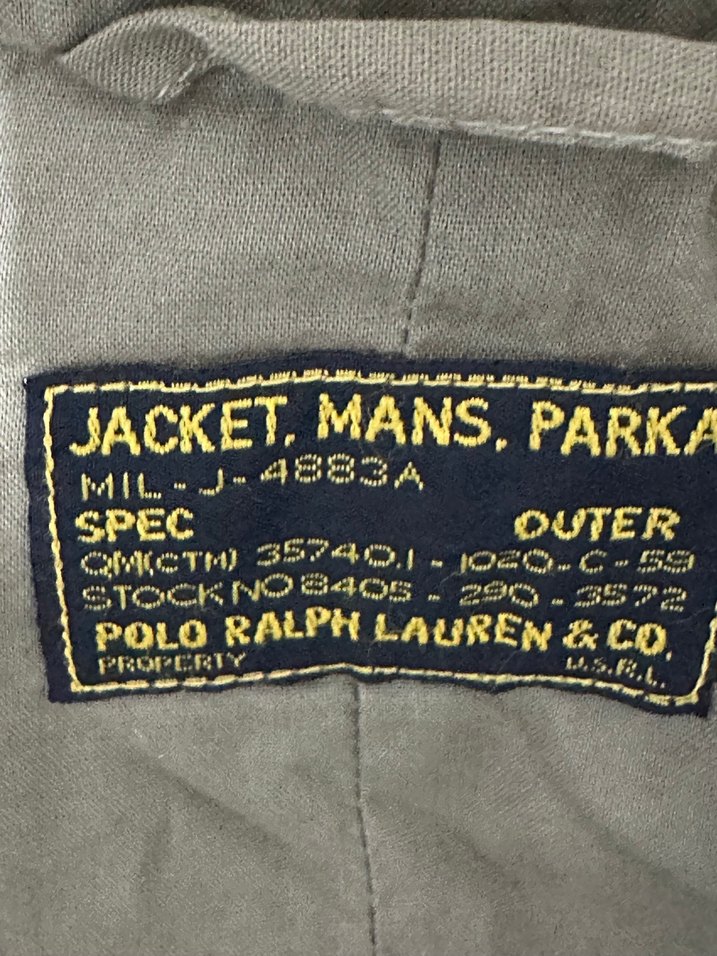 JACKET, MANS, PARKA
MIL-J-4883A
SPEC OUTER
QM(CTM) 35740.1-1020-C-59
STOCK NO 8405-290-3572
POLO RALPH LAUREN & CO.
PROPERTY U.S.R.L.